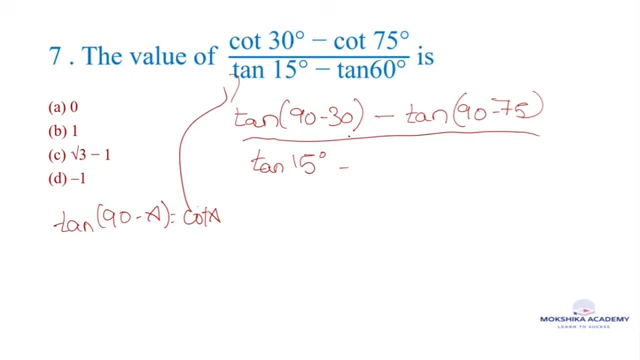 7 . The value of cot 30° − cot 75° / tan 15° − tan60° is
(a) 0
(b) 1
(c) √3 − 1
(d) −1
tan(90-30) - tan(90-75)
tan 15° -
tan(90-A)=cotA
MOKSHIKA ACADEMY
LEARN TO SUCCESS